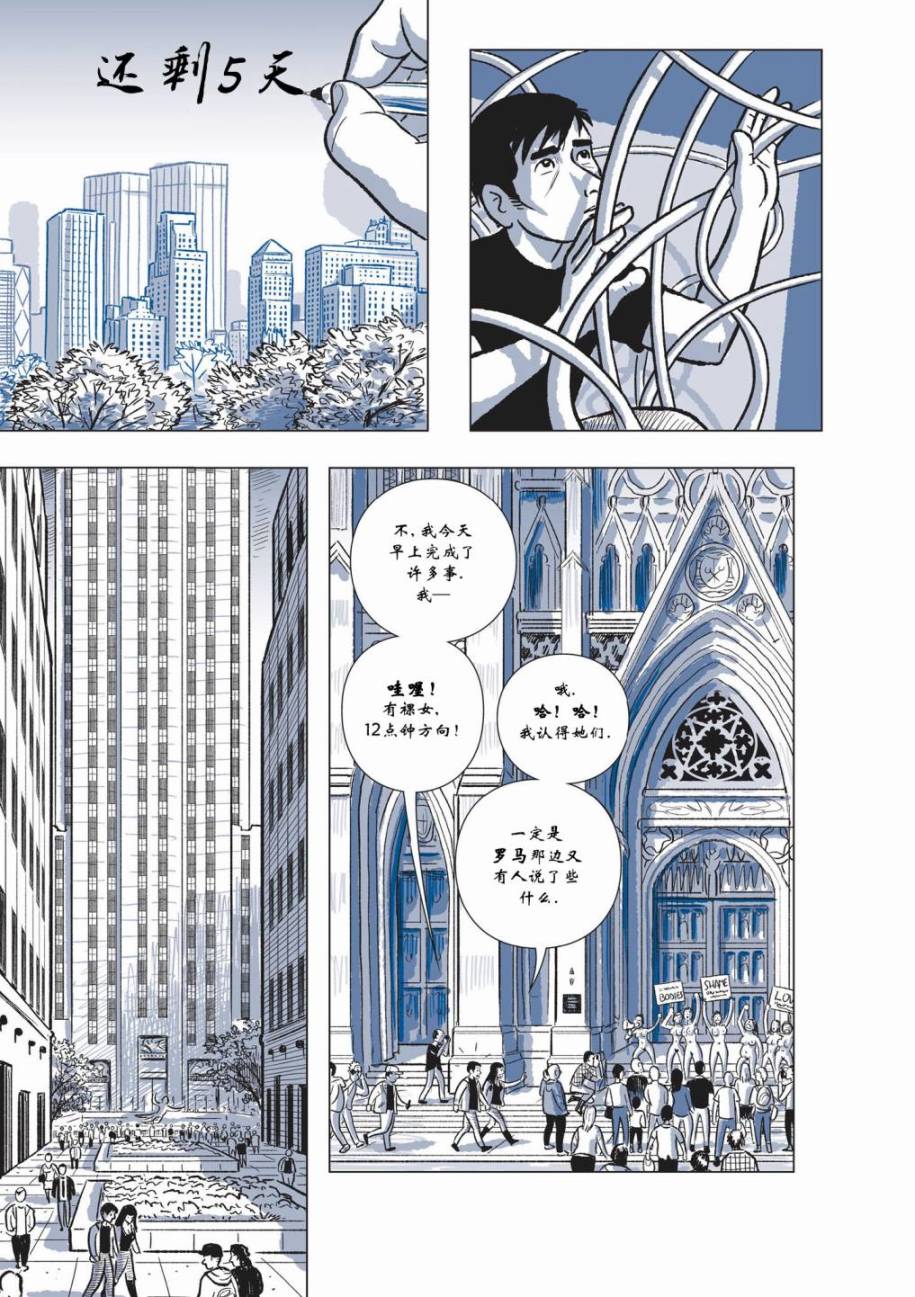 还剩5天
不,我今天
早上完成了
许多事.
我—
哇喔!
有裸女,
12点钟方向!
哦.
哈!哈!
我认得她们.
一定是
罗马那边又
有人说了些
什么.
BODIES
SHAME
LOV